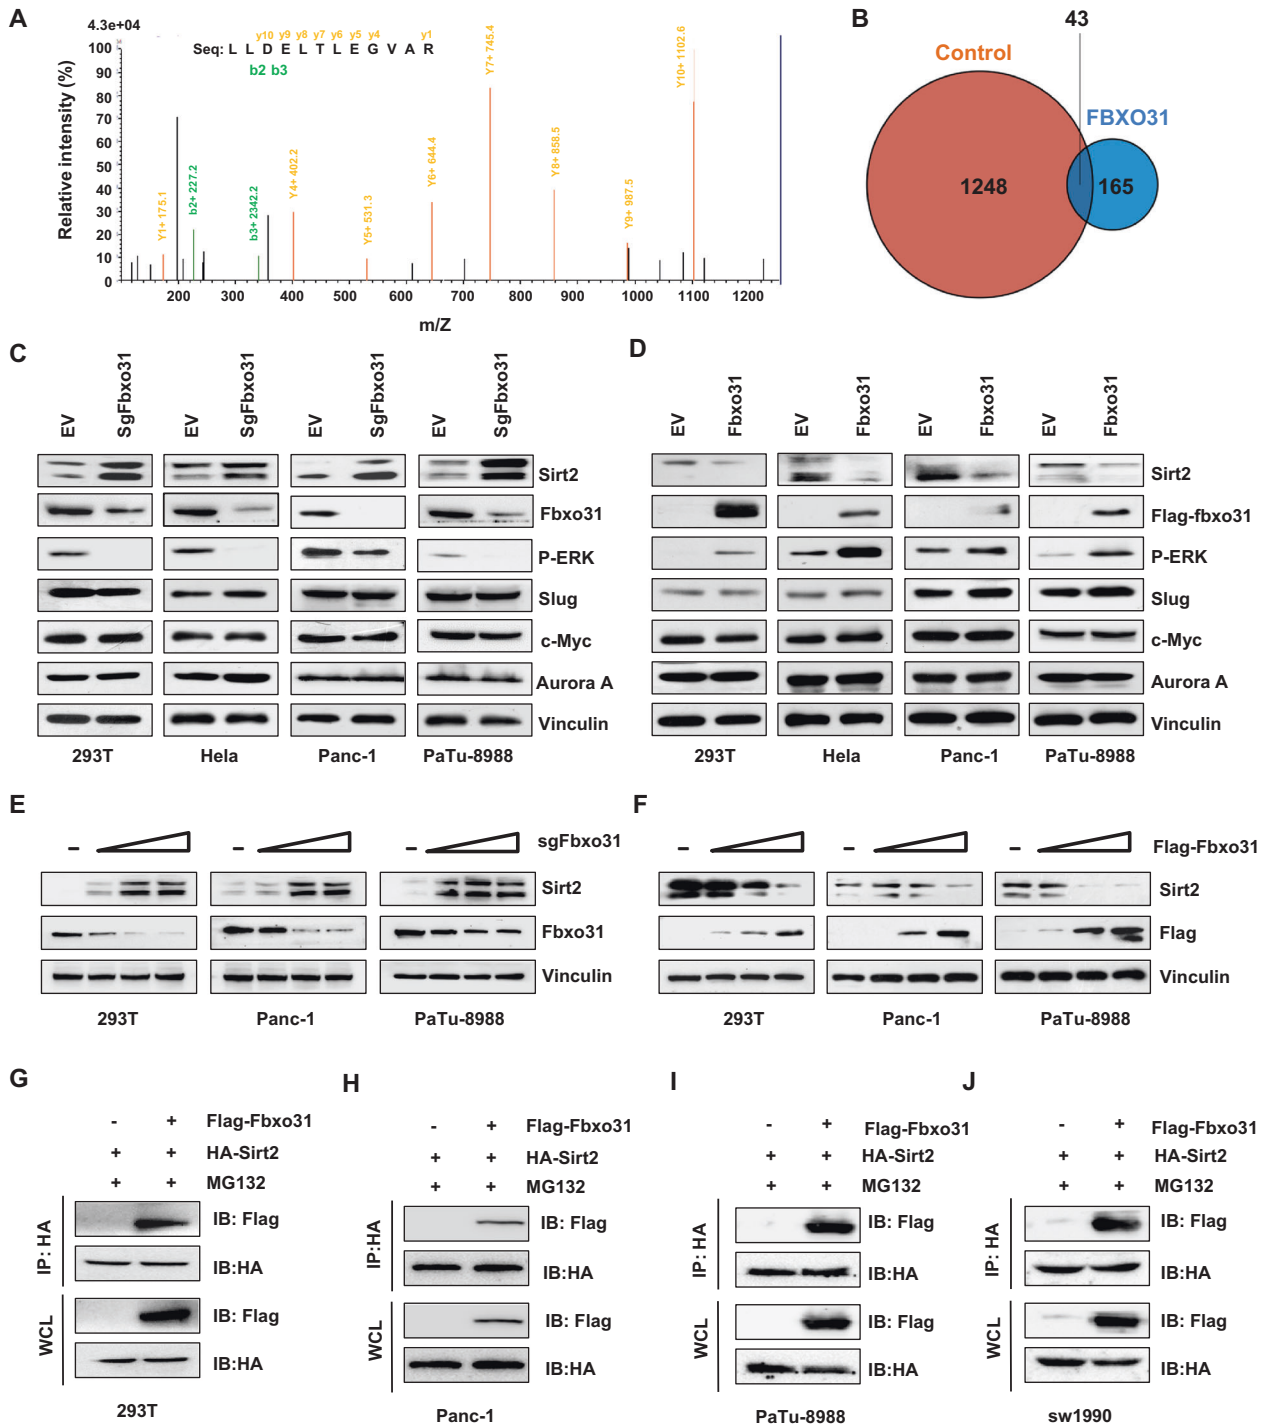 A
4.3e+04
Relative intensity (%)
100
90
80
70
60
50
40
30
20
10
0
y10 y9 y8 y7 y6 y5 y4 y1
Seq: L L D E L T L E G V A R
b2 b3
Y1+ 175.1
b2+ 227.2
b3+ 2342.2
Y4+ 402.2
Y5+ 531.3
Y6+ 644.4
Y7+ 745.4
Y8+ 858.5
Y9+ 987.5
Y10+ 1102.6
200 300 400 500 600 700 800 900 1000 1100 1200
m/Z
B
43
Control
FBXO31
1248
165
C
EV SgFbxo31 EV SgFbxo31 EV SgFbxo31 EV SgFbxo31
Sirt2
Fbxo31
P-ERK
Slug
c-Myc
Aurora A
Vinculin
293T Hela Panc-1 PaTu-8988
D
EV Fbxo31 EV Fbxo31 EV Fbxo31 EV Fbxo31
Sirt2
Flag-fbxo31
P-ERK
Slug
c-Myc
Aurora A
Vinculin
293T Hela Panc-1 PaTu-8988
E
– – – sgFbxo31
Sirt2
Fbxo31
Vinculin
293T Panc-1 PaTu-8988
F
– – – Flag-Fbxo31
Sirt2
Flag
Vinculin
293T Panc-1 PaTu-8988
G
- + Flag-Fbxo31
+ + HA-Sirt2
+ + MG132
IP: HA
IB: Flag
IB:HA
WCL
IB: Flag
IB:HA
293T
H
- + Flag-Fbxo31
+ + HA-Sirt2
+ + MG132
IP:HA
IB: Flag
IB:HA
WCL
IB: Flag
IB:HA
Panc-1
I
- + Flag-Fbxo31
+ + HA-Sirt2
+ + MG132
IP: HA
IB: Flag
IB:HA
WCL
IB: Flag
IB:HA
PaTu-8988
J
- + Flag-Fbxo31
+ + HA-Sirt2
+ + MG132
IP: HA
IB: Flag
IB:HA
WCL
IB: Flag
IB:HA
sw1990